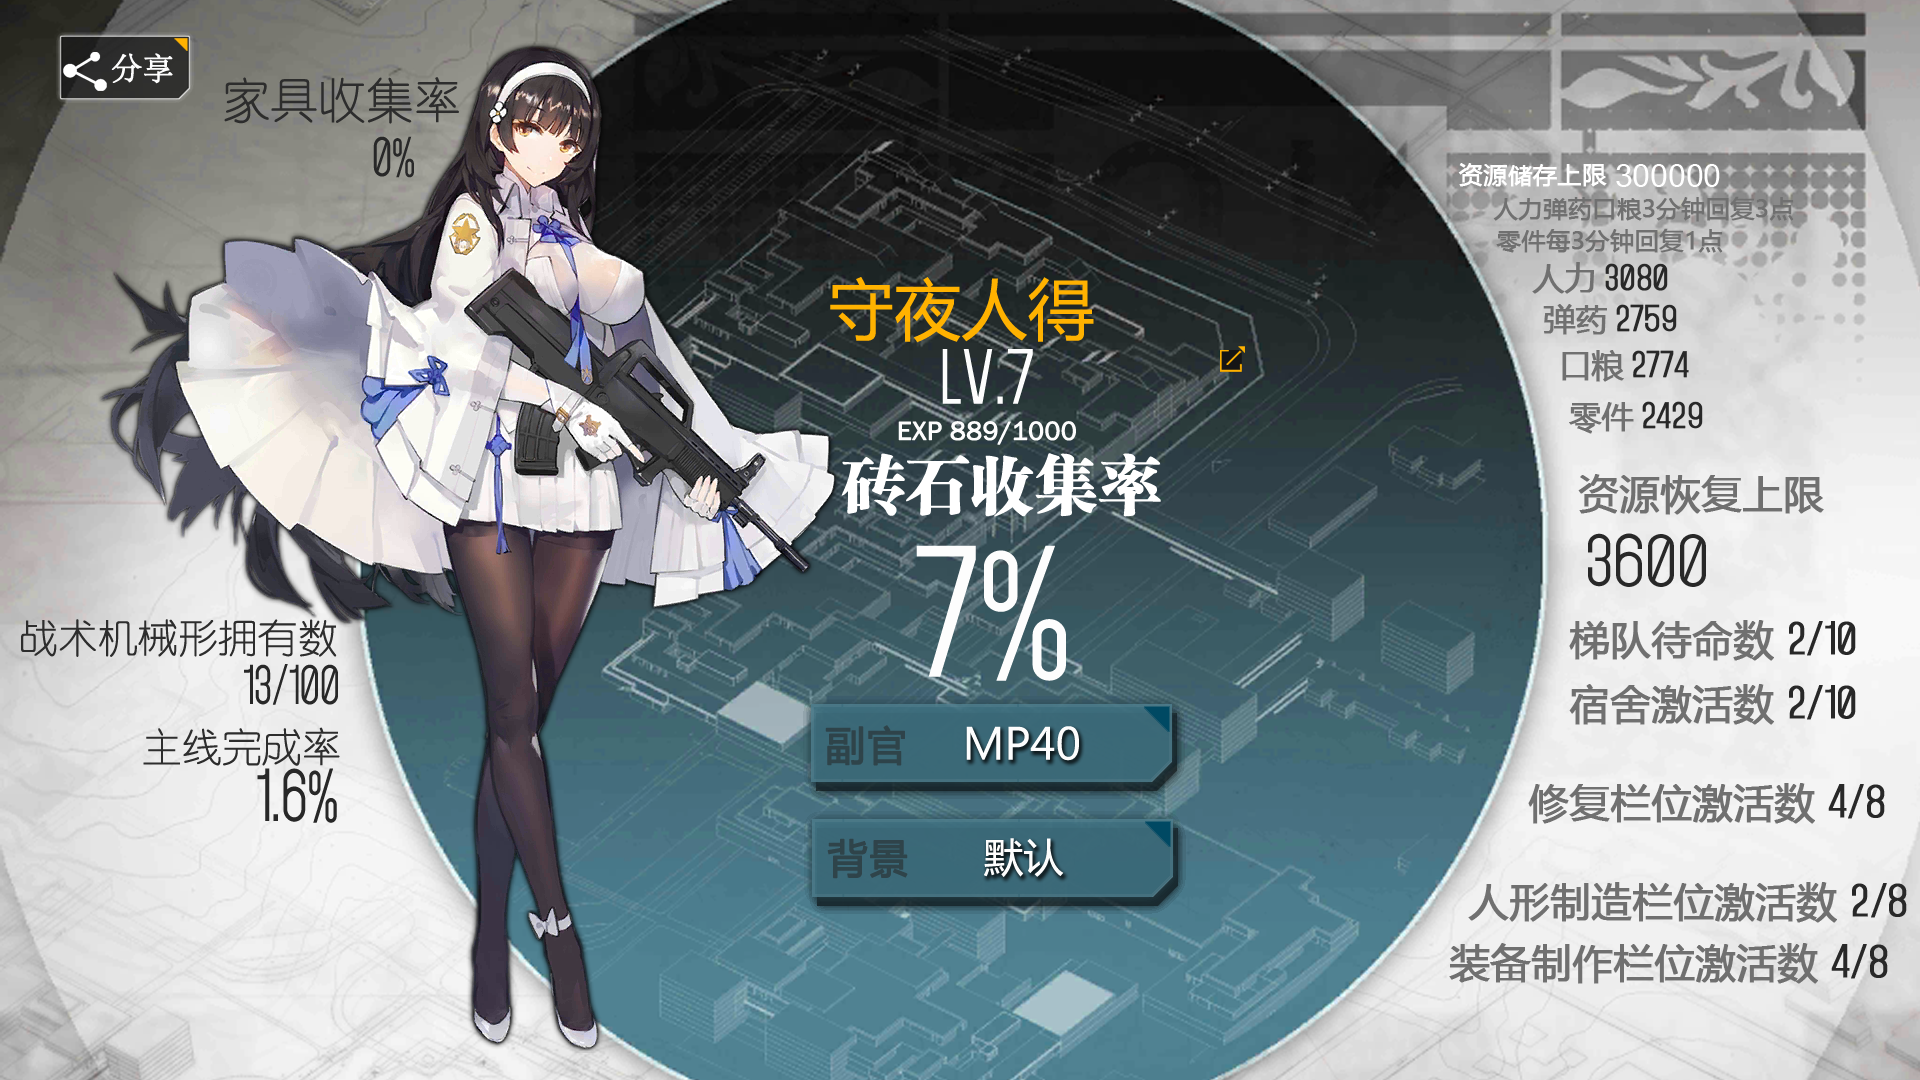 分享
家具收集率
0%
战术机械形拥有数
13/100
主线完成率
1.6%
守夜人得
LV.7
EXP 889/1000
砖石收集率
7%
副官 MP40
背景 默认
资源储存上限 300000
人力弹药口粮3分钟回复3点
零件每3分钟回复1点
人力 3080
弹药 2759
口粮 2774
零件 2429
资源恢复上限
3600
梯队待命数 2/10
宿舍激活数 2/10
修复栏位激活数 4/8
人形制造栏位激活数 2/8
装备制作栏位激活数 4/8